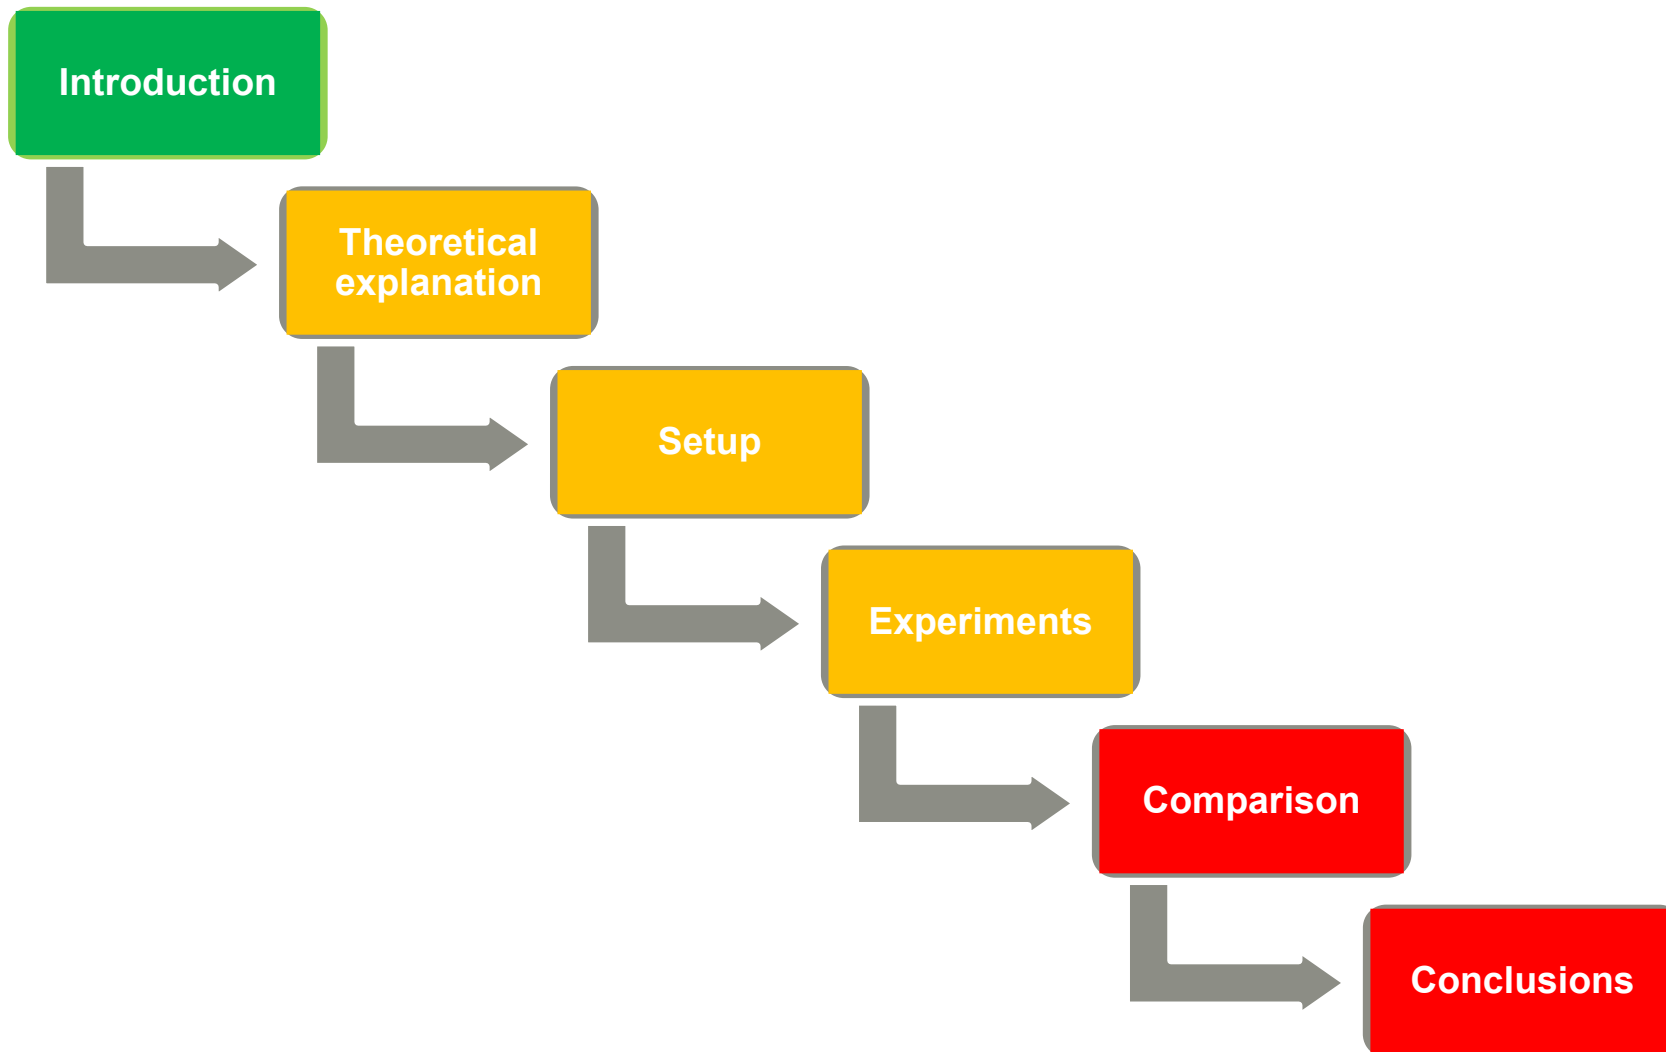 Introduction
Theoretical
explanation
Setup
Experiments
Comparison
Conclusions